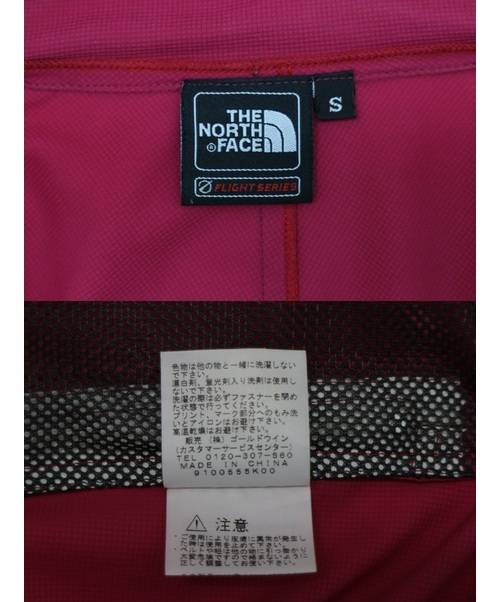 THE
NORTH
FACE
®
S
FLIGHT SERIES
色物は他の物と一緒に洗濯しない
で下さい。
漂白剤、蛍光剤入り洗剤は使用し
ないで下さい。
洗濯の際は必ずファスナーを閉め
た状態で行ってください。
プリント、マーク部分へのもみ洗
いとアイロンはお避け下さい。
高温乾燥はお避け下さい。
販売 (株) ゴールドウイン
(カスタマーサービスセンター)
TEL 0120-307-560
MADE IN CHINA
9100555K00
注意